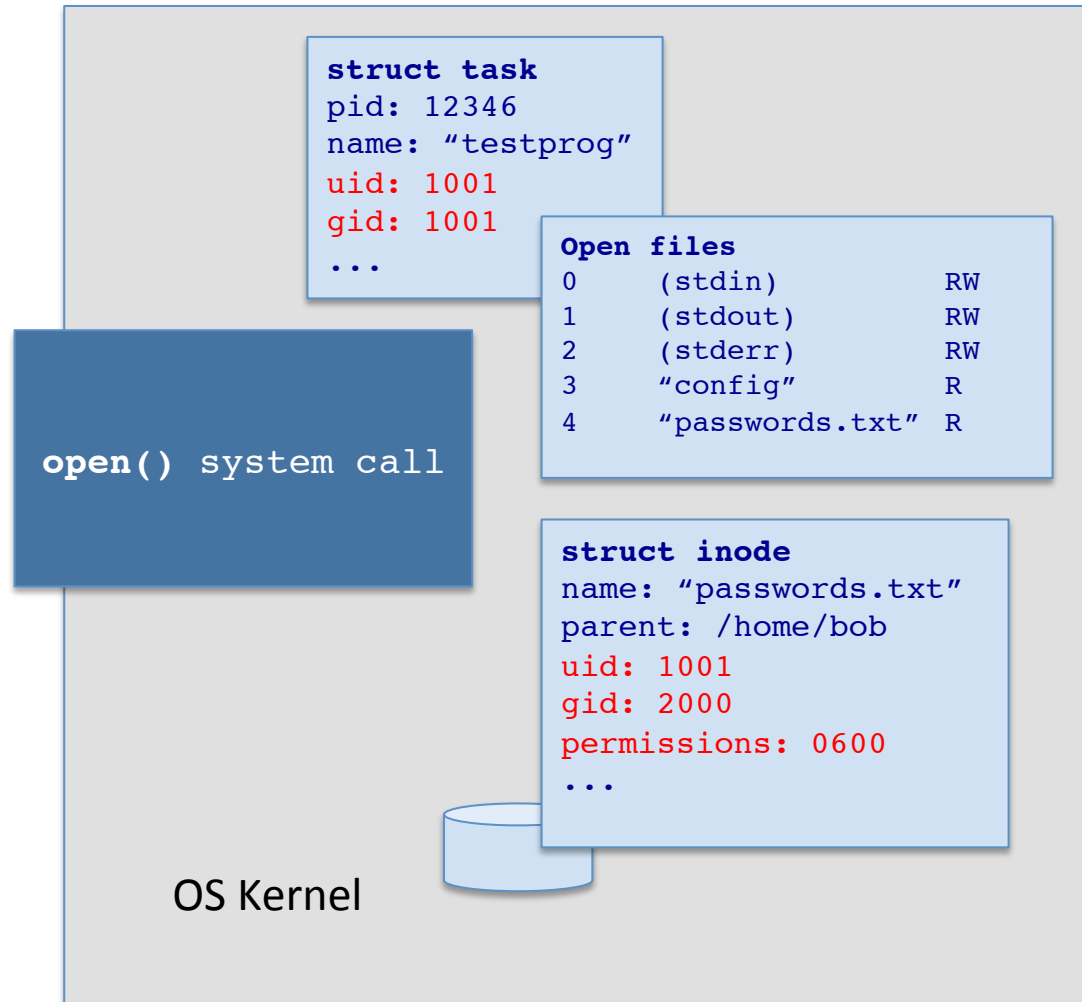 struct task
pid: 12346
name: “testprog”
uid: 1001
gid: 1001
...
Open files
0 (stdin) RW
1 (stdout) RW
2 (stderr) RW
3 “config” R
4 “passwords.txt” R
open() system call
struct inode
name: “passwords.txt”
parent: /home/bob
uid: 1001
gid: 2000
permissions: 0600
...
OS Kernel